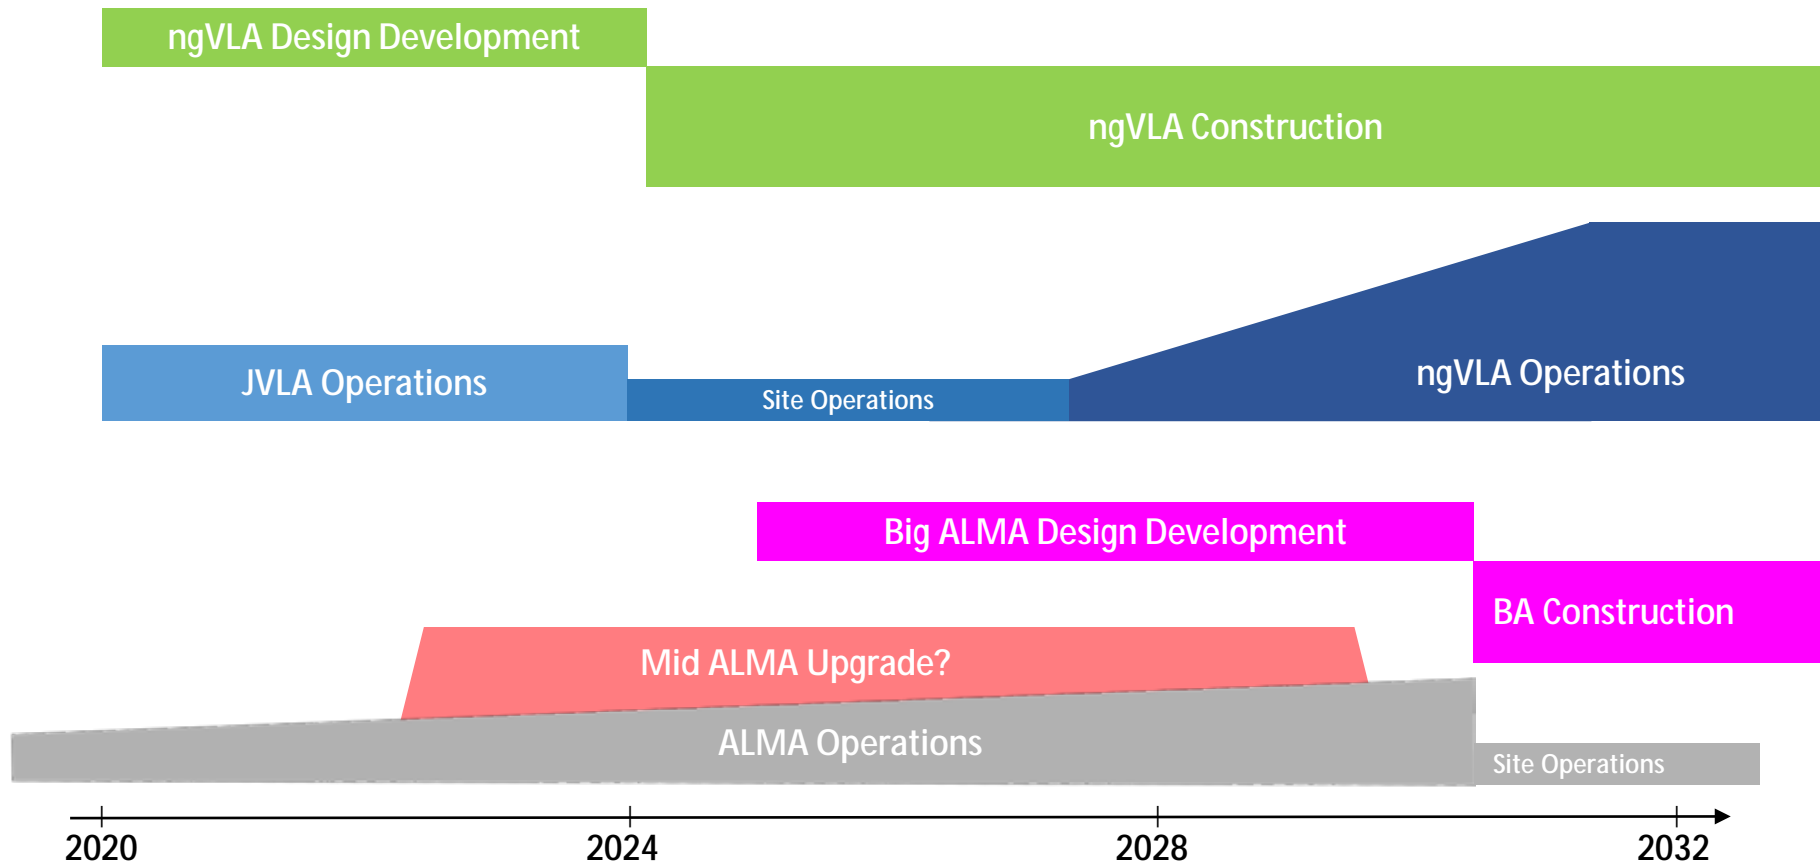 ngVLA Design Development
ngVLA Construction
ngVLA Operations
JVLA Operations
Site Operations
Big ALMA Design Development
BA Construction
Mid ALMA Upgrade?
ALMA Operations
Site Operations
2020
2024
2028
2032